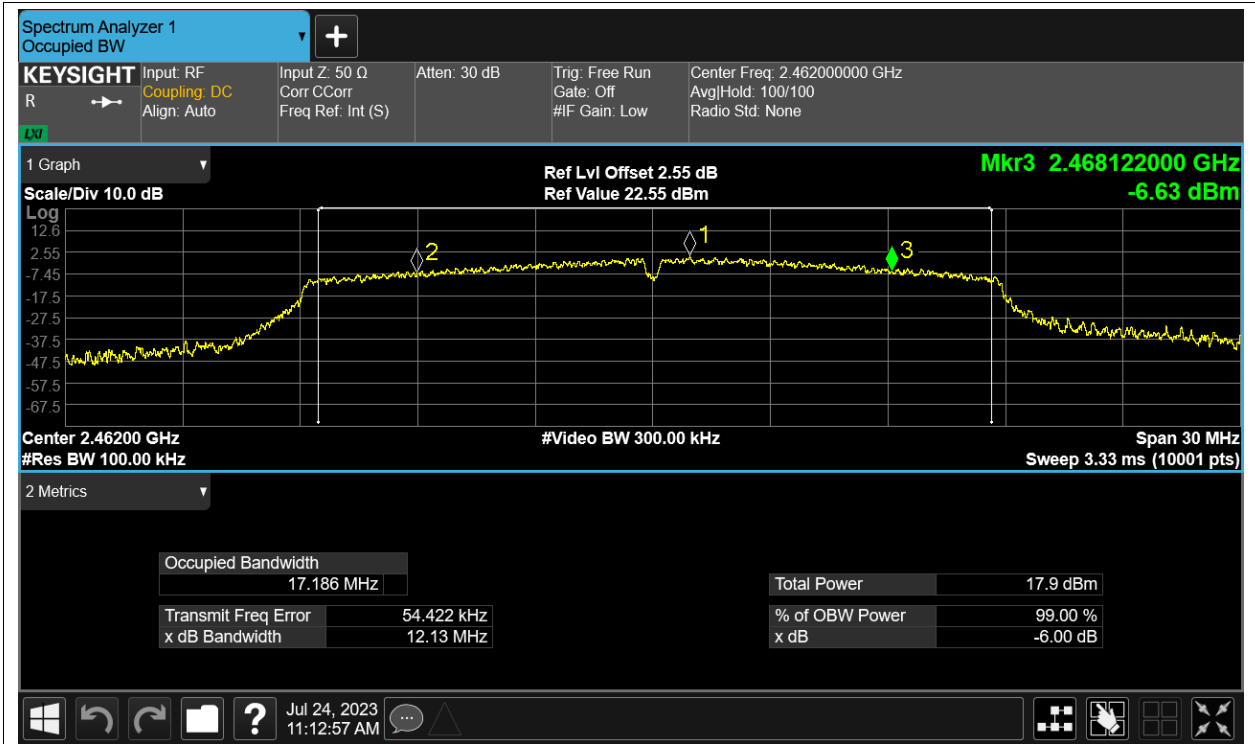 Spectrum Analyzer 1
Occupied BW
KEYSIGHT
R
LXI
Input: RF
Coupling: DC
Align: Auto
Input Z: 50 Ω
Corr CCorr
Freq Ref: Int (S)
Atten: 30 dB
Trig: Free Run
Gate: Off
#IF Gain: Low
Center Freq: 2.462000000 GHz
Avg|Hold: 100/100
Radio Std: None
1 Graph
Scale/Div 10.0 dB
Ref Lvl Offset 2.55 dB
Ref Value 22.55 dBm
Mkr3 2.468122000 GHz
-6.63 dBm
Log
12.6
2.55
-7.45
-17.5
-27.5
-37.5
-47.5
-57.5
-67.5
2
1
3
Center 2.46200 GHz
#Video BW 300.00 kHz
Span 30 MHz
#Res BW 100.00 kHz
Sweep 3.33 ms (10001 pts)
2 Metrics
Occupied Bandwidth
17.186 MHz
Transmit Freq Error 54.422 kHz
x dB Bandwidth 12.13 MHz
Total Power 17.9 dBm
% of OBW Power 99.00 %
x dB -6.00 dB
?
Jul 24, 2023
11:12:57 AM